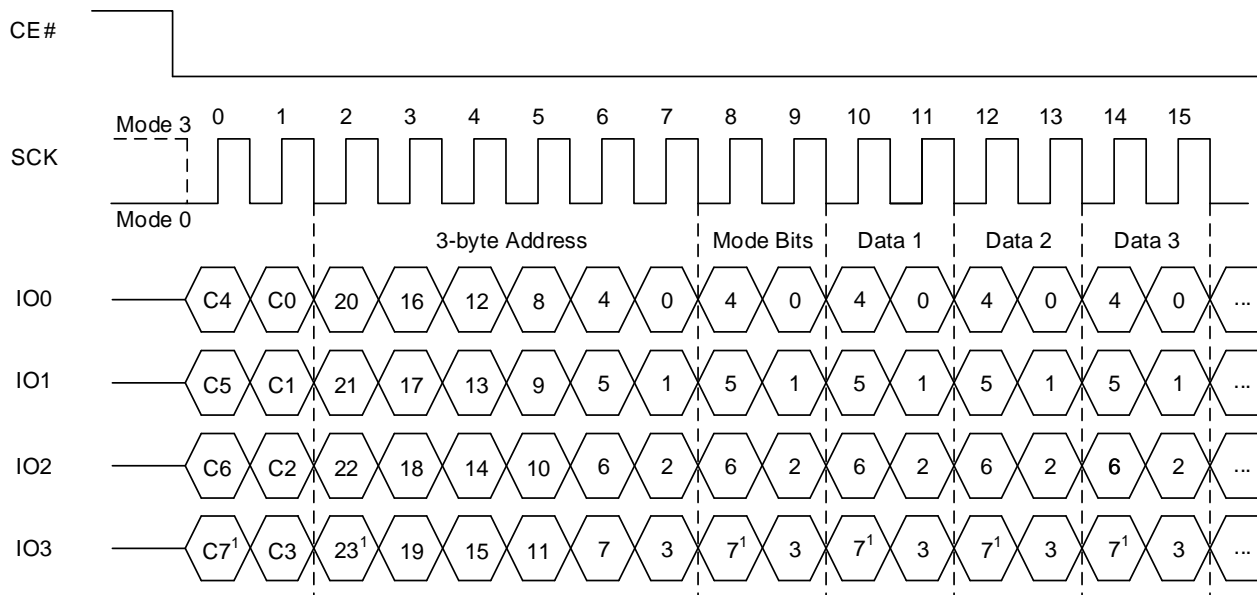 CE#
0 1 2 3 4 5 6 7 8 9 10 11 12 13 14 15
Mode 3
SCK
Mode 0
3-byte Address Mode Bits Data 1 Data 2 Data 3
IO0 C4 C0 20 16 12 8 4 0 4 0 4 0 4 0 4 0 ...
IO1 C5 C1 21 17 13 9 5 1 5 1 5 1 5 1 5 1 ...
IO2 C6 C2 22 18 14 10 6 2 6 2 6 2 6 2 6 2 ...
IO3 C7¹ C3 23¹ 19 15 11 7 3 7¹ 3 7¹ 3 7¹ 3 7¹ 3 ...